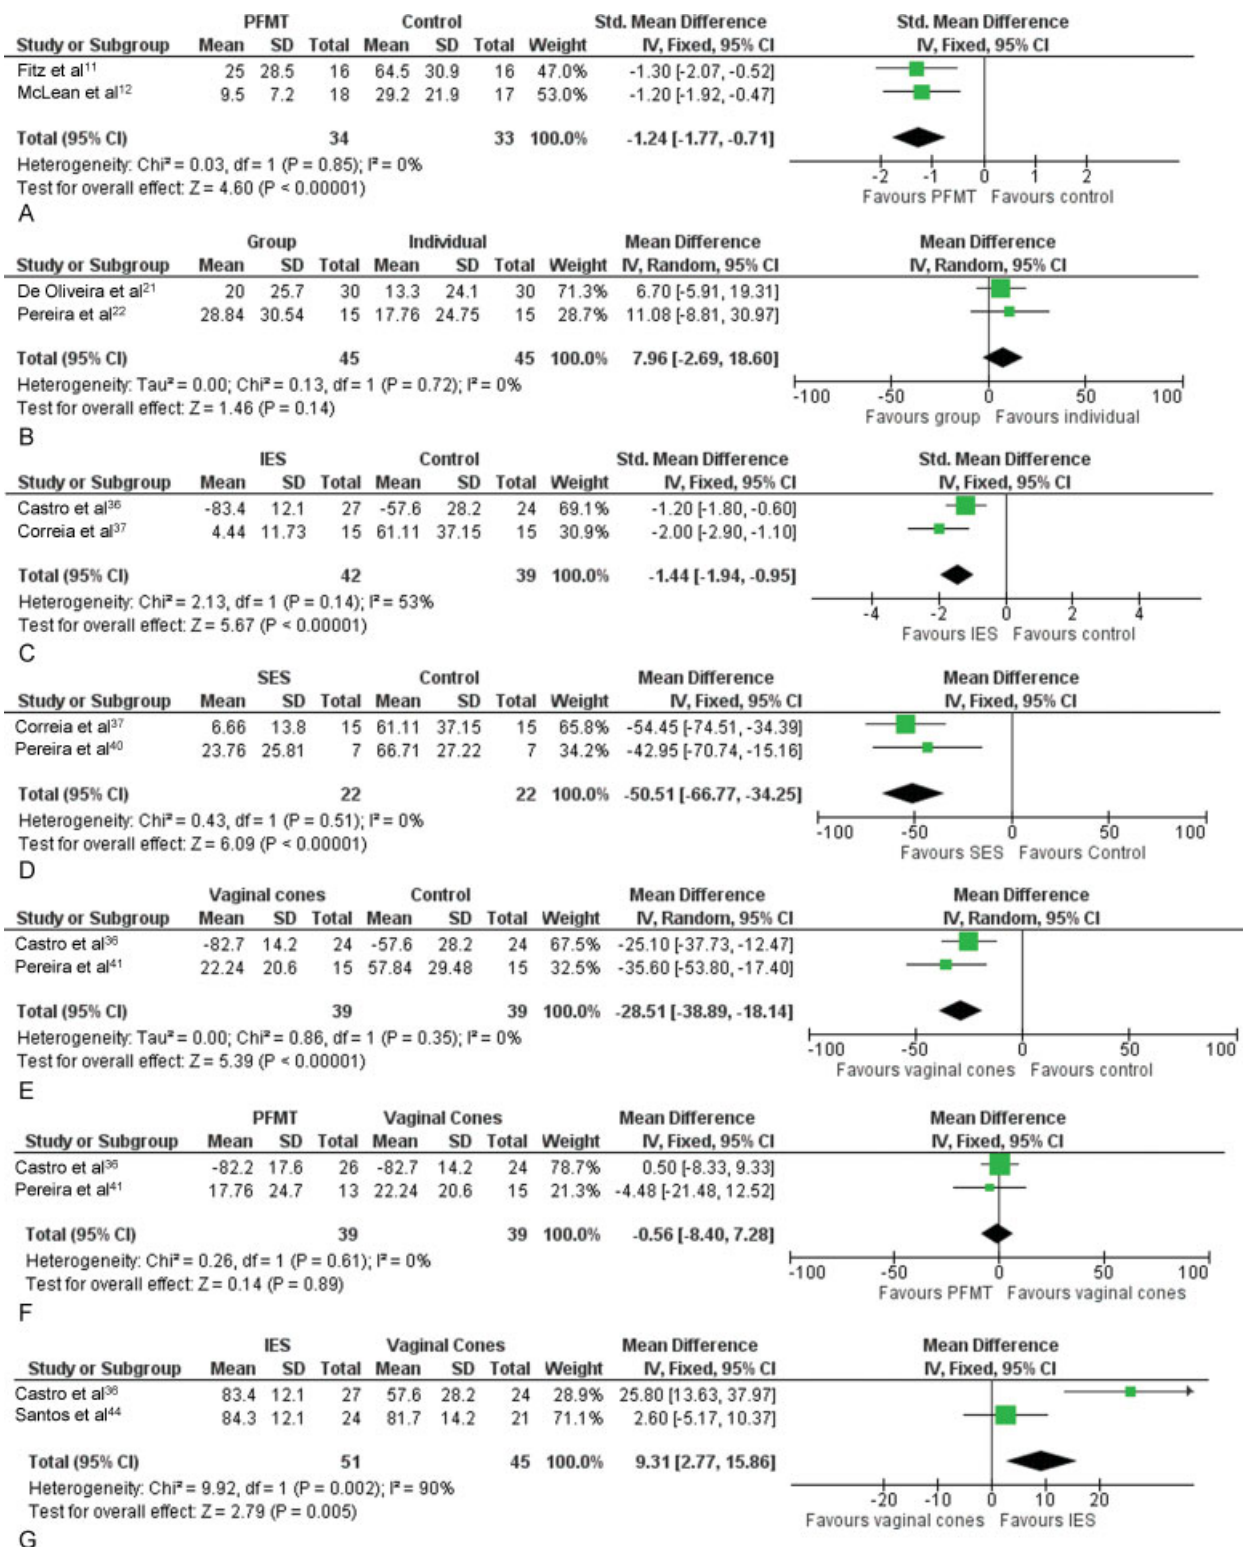 PFMT Control Std. Mean Difference Std. Mean Difference
Study or Subgroup Mean SD Total Mean SD Total Weight IV, Fixed, 95% CI IV, Fixed, 95% CI
Fitz et al¹¹ 25 28.5 16 64.5 30.9 16 47.0% -1.30 [-2.07, -0.52]
McLean et al¹² 9.5 7.2 18 29.2 21.9 17 53.0% -1.20 [-1.92, -0.47]
Total (95% CI) 34 33 100.0% -1.24 [-1.77, -0.71]
Heterogeneity: Chi² = 0.03, df = 1 (P = 0.85); I² = 0%
Test for overall effect: Z = 4.60 (P < 0.00001)
-2 -1 0 1 2
Favours PFMT Favours control
A
Group Individual Mean Difference Mean Difference
Study or Subgroup Mean SD Total Mean SD Total Weight IV, Random, 95% CI IV, Random, 95% CI
De Oliveira et al²¹ 20 25.7 30 13.3 24.1 30 71.3% 6.70 [-5.91, 19.31]
Pereira et al²² 28.84 30.54 15 17.76 24.75 15 28.7% 11.08 [-8.81, 30.97]
Total (95% CI) 45 45 100.0% 7.96 [-2.69, 18.60]
Heterogeneity: Tau² = 0.00; Chi² = 0.13, df = 1 (P = 0.72); I² = 0%
Test for overall effect: Z = 1.46 (P = 0.14)
-100 -50 0 50 100
Favours group Favours individual
B
IES Control Std. Mean Difference Std. Mean Difference
Study or Subgroup Mean SD Total Mean SD Total Weight IV, Fixed, 95% CI IV, Fixed, 95% CI
Castro et al³⁶ -83.4 12.1 27 -57.6 28.2 24 69.1% -1.20 [-1.80, -0.60]
Correia et al³⁷ 4.44 11.73 15 61.11 37.15 15 30.9% -2.00 [-2.90, -1.10]
Total (95% CI) 42 39 100.0% -1.44 [-1.94, -0.95]
Heterogeneity: Chi² = 2.13, df = 1 (P = 0.14); I² = 53%
Test for overall effect: Z = 5.67 (P < 0.00001)
-4 -2 0 2 4
Favours IES Favours control
C
SES Control Mean Difference Mean Difference
Study or Subgroup Mean SD Total Mean SD Total Weight IV, Fixed, 95% CI IV, Fixed, 95% CI
Correia et al³⁷ 6.66 13.8 15 61.11 37.15 15 65.8% -54.45 [-74.51, -34.39]
Pereira et al⁴⁰ 23.76 25.81 7 66.71 27.22 7 34.2% -42.95 [-70.74, -15.16]
Total (95% CI) 22 22 100.0% -50.51 [-66.77, -34.25]
Heterogeneity: Chi² = 0.43, df = 1 (P = 0.51); I² = 0%
Test for overall effect: Z = 6.09 (P < 0.00001)
-100 -50 0 50 100
Favours SES Favours Control
D
Vaginal cones Control Mean Difference Mean Difference
Study or Subgroup Mean SD Total Mean SD Total Weight IV, Random, 95% CI IV, Random, 95% CI
Castro et al³⁶ -82.7 14.2 24 -57.6 28.2 24 67.5% -25.10 [-37.73, -12.47]
Pereira et al⁴¹ 22.24 20.6 15 57.84 29.48 15 32.5% -35.60 [-53.80, -17.40]
Total (95% CI) 39 39 100.0% -28.51 [-38.89, -18.14]
Heterogeneity: Tau² = 0.00; Chi² = 0.86, df = 1 (P = 0.35); I² = 0%
Test for overall effect: Z = 5.39 (P < 0.00001)
-100 -50 0 50 100
Favours vaginal cones Favours control
E
PFMT Vaginal Cones Mean Difference Mean Difference
Study or Subgroup Mean SD Total Mean SD Total Weight IV, Fixed, 95% CI IV, Fixed, 95% CI
Castro et al³⁶ -82.2 17.6 26 -82.7 14.2 24 78.7% 0.50 [-8.33, 9.33]
Pereira et al⁴¹ 17.76 24.7 13 22.24 20.6 15 21.3% -4.48 [-21.48, 12.52]
Total (95% CI) 39 39 100.0% -0.56 [-8.40, 7.28]
Heterogeneity: Chi² = 0.26, df = 1 (P = 0.61); I² = 0%
Test for overall effect: Z = 0.14 (P = 0.89)
-100 -50 0 50 100
Favours PFMT Favours vaginal cones
F
IES Vaginal Cones Mean Difference Mean Difference
Study or Subgroup Mean SD Total Mean SD Total Weight IV, Fixed, 95% CI IV, Fixed, 95% CI
Castro et al³⁶ 83.4 12.1 27 57.6 28.2 24 28.9% 25.80 [13.63, 37.97]
Santos et al⁴⁴ 84.3 12.1 24 81.7 14.2 21 71.1% 2.60 [-5.17, 10.37]
Total (95% CI) 51 45 100.0% 9.31 [2.77, 15.86]
Heterogeneity: Chi² = 9.92, df = 1 (P = 0.002); I² = 90%
Test for overall effect: Z = 2.79 (P = 0.005)
-20 -10 0 10 20
Favours vaginal cones Favours IES
G